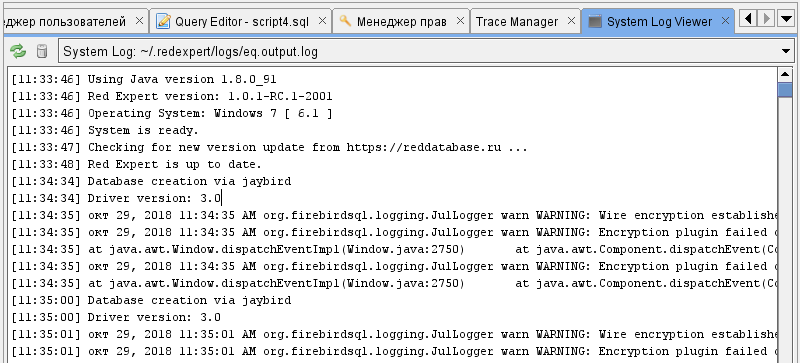 еджер пользователей Query Editor - script4.sql Менеджер прав Trace Manager System Log Viewer
System Log: ~/.redexpert/logs/eq.output.log
[11:33:46] Using Java version 1.8.0_91
[11:33:46] Red Expert version: 1.0.1-RC.1-2001
[11:33:46] Operating System: Windows 7 [ 6.1 ]
[11:33:46] System is ready.
[11:33:47] Checking for new version update from https://reddatabase.ru ...
[11:33:48] Red Expert is up to date.
[11:34:34] Database creation via jaybird
[11:34:34] Driver version: 3.0
[11:34:35] окт 29, 2018 11:34:35 AM org.firebirdsql.logging.JulLogger warn WARNING: Wire encryption establishe
[11:34:35] окт 29, 2018 11:34:35 AM org.firebirdsql.logging.JulLogger warn WARNING: Encryption plugin failed
[11:34:35] at java.awt.Window.dispatchEventImpl(Window.java:2750) at java.awt.Component.dispatchEvent(Co
[11:34:35] окт 29, 2018 11:34:35 AM org.firebirdsql.logging.JulLogger warn WARNING: Encryption plugin failed
[11:34:35] at java.awt.Window.dispatchEventImpl(Window.java:2750) at java.awt.Component.dispatchEvent(Co
[11:35:00] Database creation via jaybird
[11:35:00] Driver version: 3.0
[11:35:01] окт 29, 2018 11:35:01 AM org.firebirdsql.logging.JulLogger warn WARNING: Wire encryption establishe
[11:35:01] окт 29, 2018 11:35:01 AM org.firebirdsql.logging.JulLogger warn WARNING: Encryption plugin failed